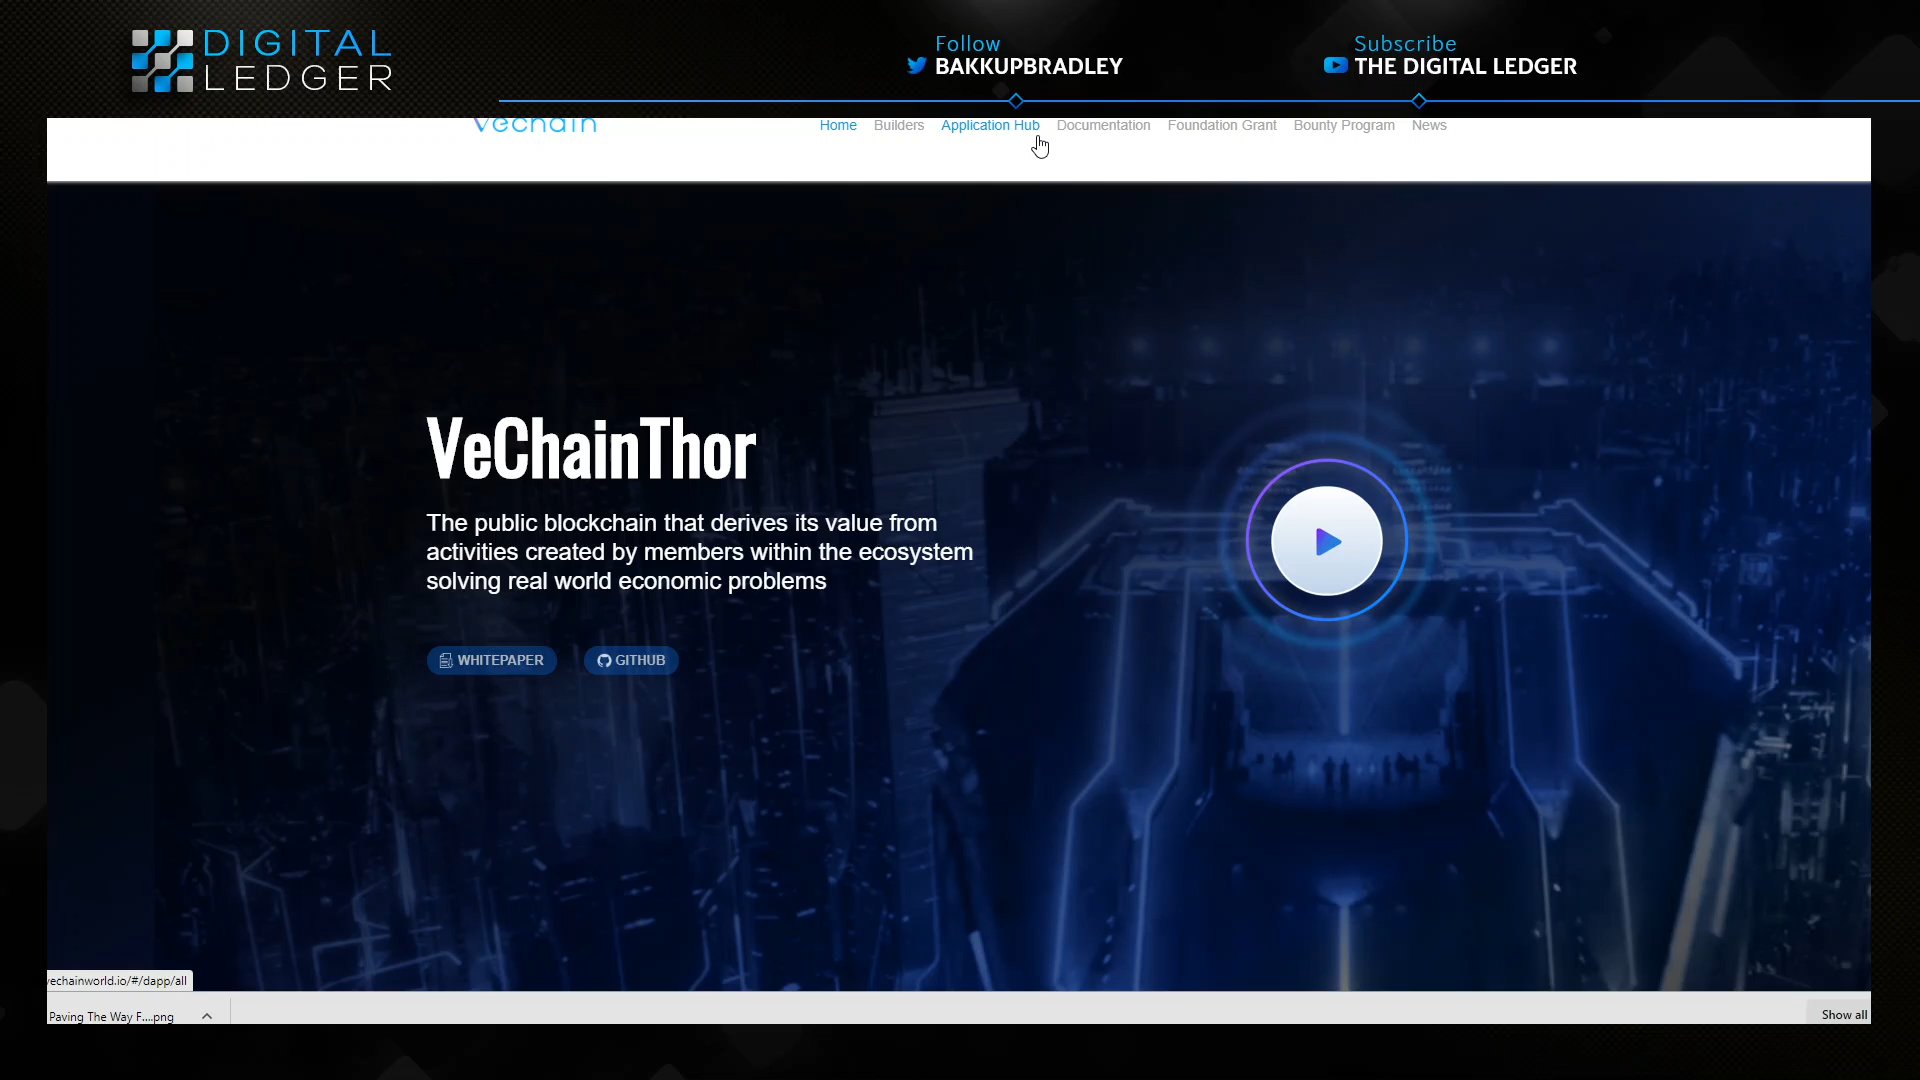 DIGITAL
LEDGER
Follow
BAKKUPBRADLEY
Subscribe
THE DIGITAL LEDGER
Vechain
Home Builders Application Hub Documentation Foundation Grant Bounty Program News
VeChainThor
The public blockchain that derives its value from
activities created by members within the ecosystem
solving real world economic problems
WHITEPAPER GITHUB
vechainworld.io/#/dapp/all
Paving The Way F....png
Show all